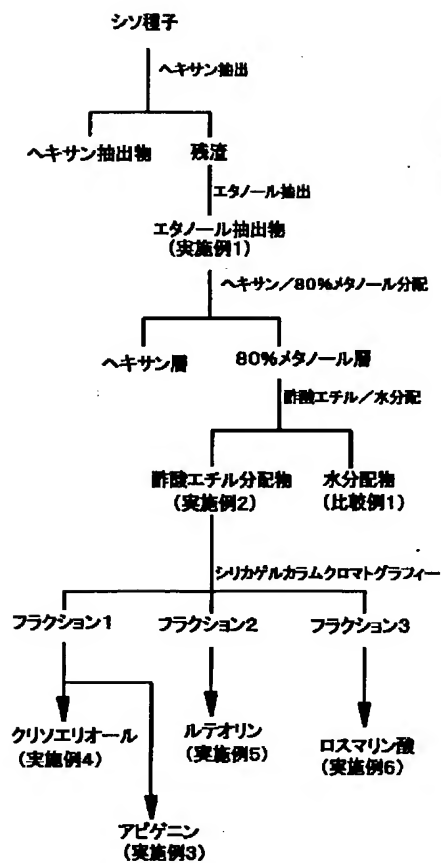 シソ種子
ヘキサン抽出
ヘキサン抽出物
残渣
エタノール抽出
エタノール抽出物
(実施例1)
ヘキサン／80%メタノール分配
ヘキサン層
80%メタノール層
酢酸エチル／水分配
酢酸エチル分配物
(実施例2)
水分配物
(比較例1)
シリカゲルカラムクロマトグラフィー
フラクション1
フラクション2
フラクション3
クリソエリオール
(実施例4)
ルテオリン
(実施例5)
ロスマリン酸
(実施例6)
アピゲニン
(実施例3)